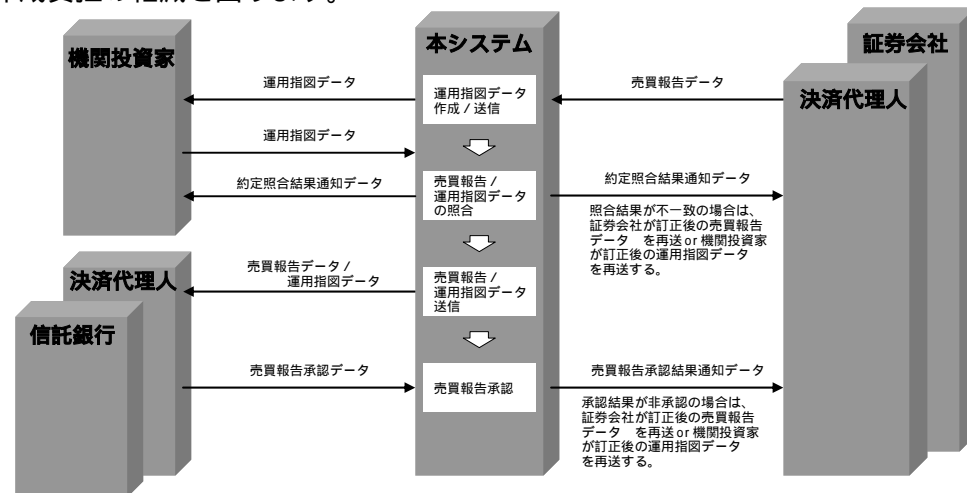 機関投資家
本システム
証券会社
決済代理人
運用指図データ
運用指図データ
作成 / 送信
売買報告データ
運用指図データ
約定照合結果通知データ
売買報告 /
運用指図データ
の照合
約定照合結果通知データ
照合結果が不一致の場合は、
証券会社が訂正後の売買報告
データ を再送 or 機関投資家
が訂正後の運用指図データ
を再送する。
決済代理人
信託銀行
売買報告データ /
運用指図データ
売買報告 /
運用指図データ
送信
売買報告承認データ
売買報告承認
売買報告承認結果通知データ
承認結果が非承認の場合は、
証券会社が訂正後の売買報告
データ を再送 or 機関投資家
が訂正後の運用指図データ
を再送する。